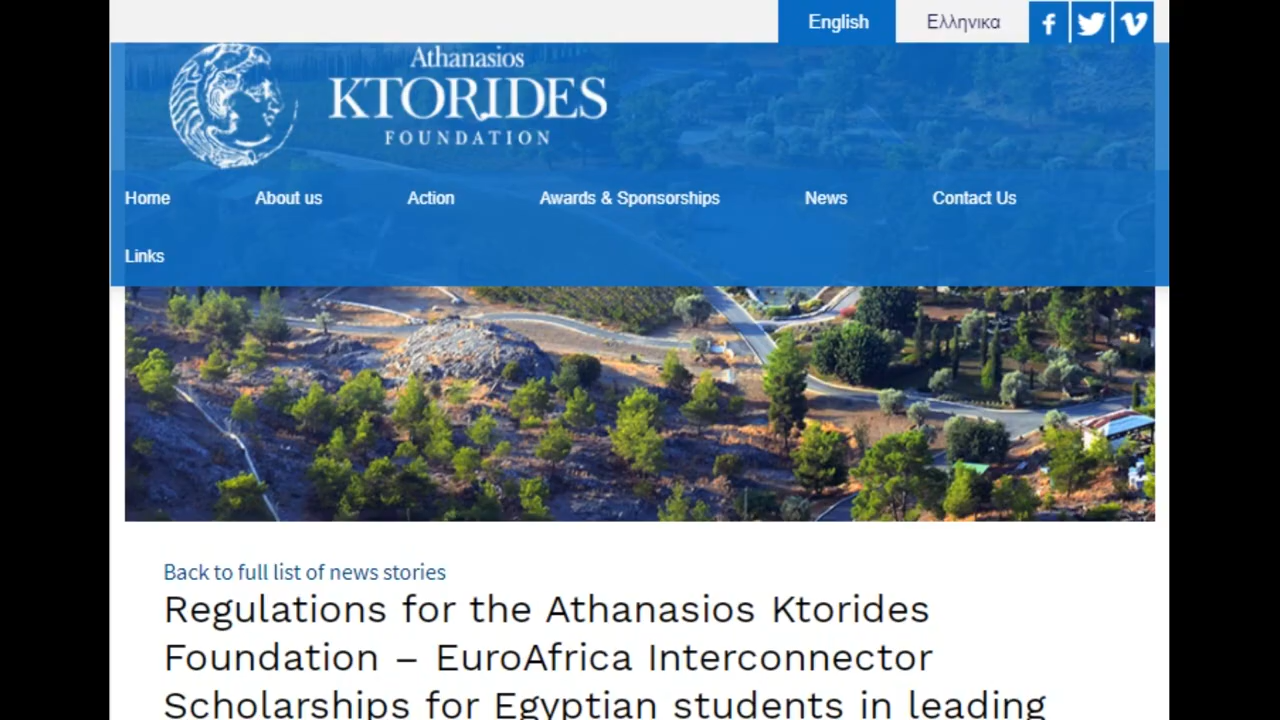 English Ελληνικα
Athanasios
KTORIDES
FOUNDATION
Home About us Action Awards & Sponsorships News Contact Us
Links
Back to full list of news stories
Regulations for the Athanasios Ktorides
Foundation – EuroAfrica Interconnector
Scholarships for Egyptian students in leading